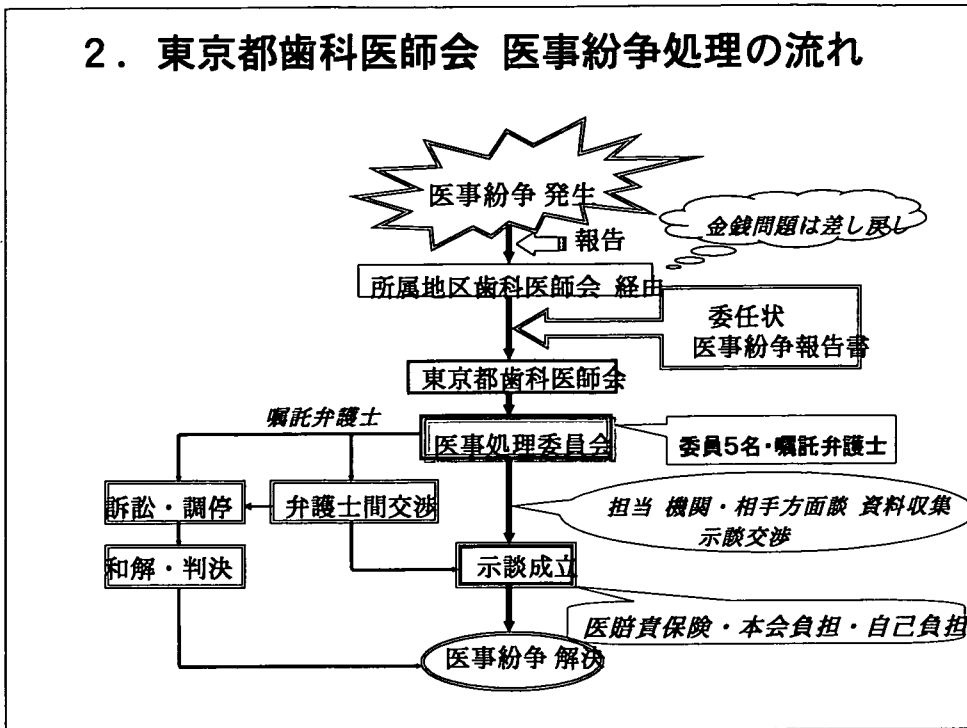 2. 東京都歯科医師会 医事紛争処理の流れ
医事紛争 発生
金銭問題は差し戻し
報告
所属地区歯科医師会 経由
委任状
医事紛争報告書
東京都歯科医師会
嘱託弁護士
医事処理委員会
委員5名・嘱託弁護士
訴訟・調停
弁護士間交渉
担当 機関・相手方面談 資料収集
示談交渉
和解・判決
示談成立
医賠責保険・本会負担・自己負担
医事紛争 解決